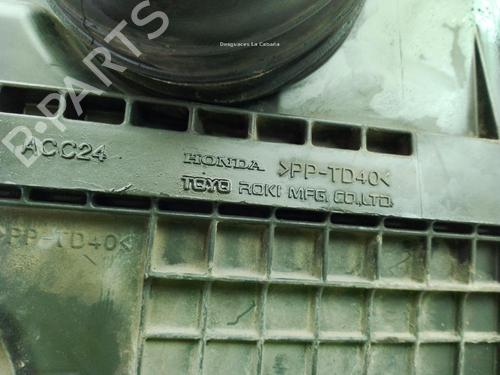 Desguaces La Cabaña
B-PARTS
ACC24 HONDA >PP-TD40<
TOYO ROKI MFG. CO.,LTD.
>PP-TD40<